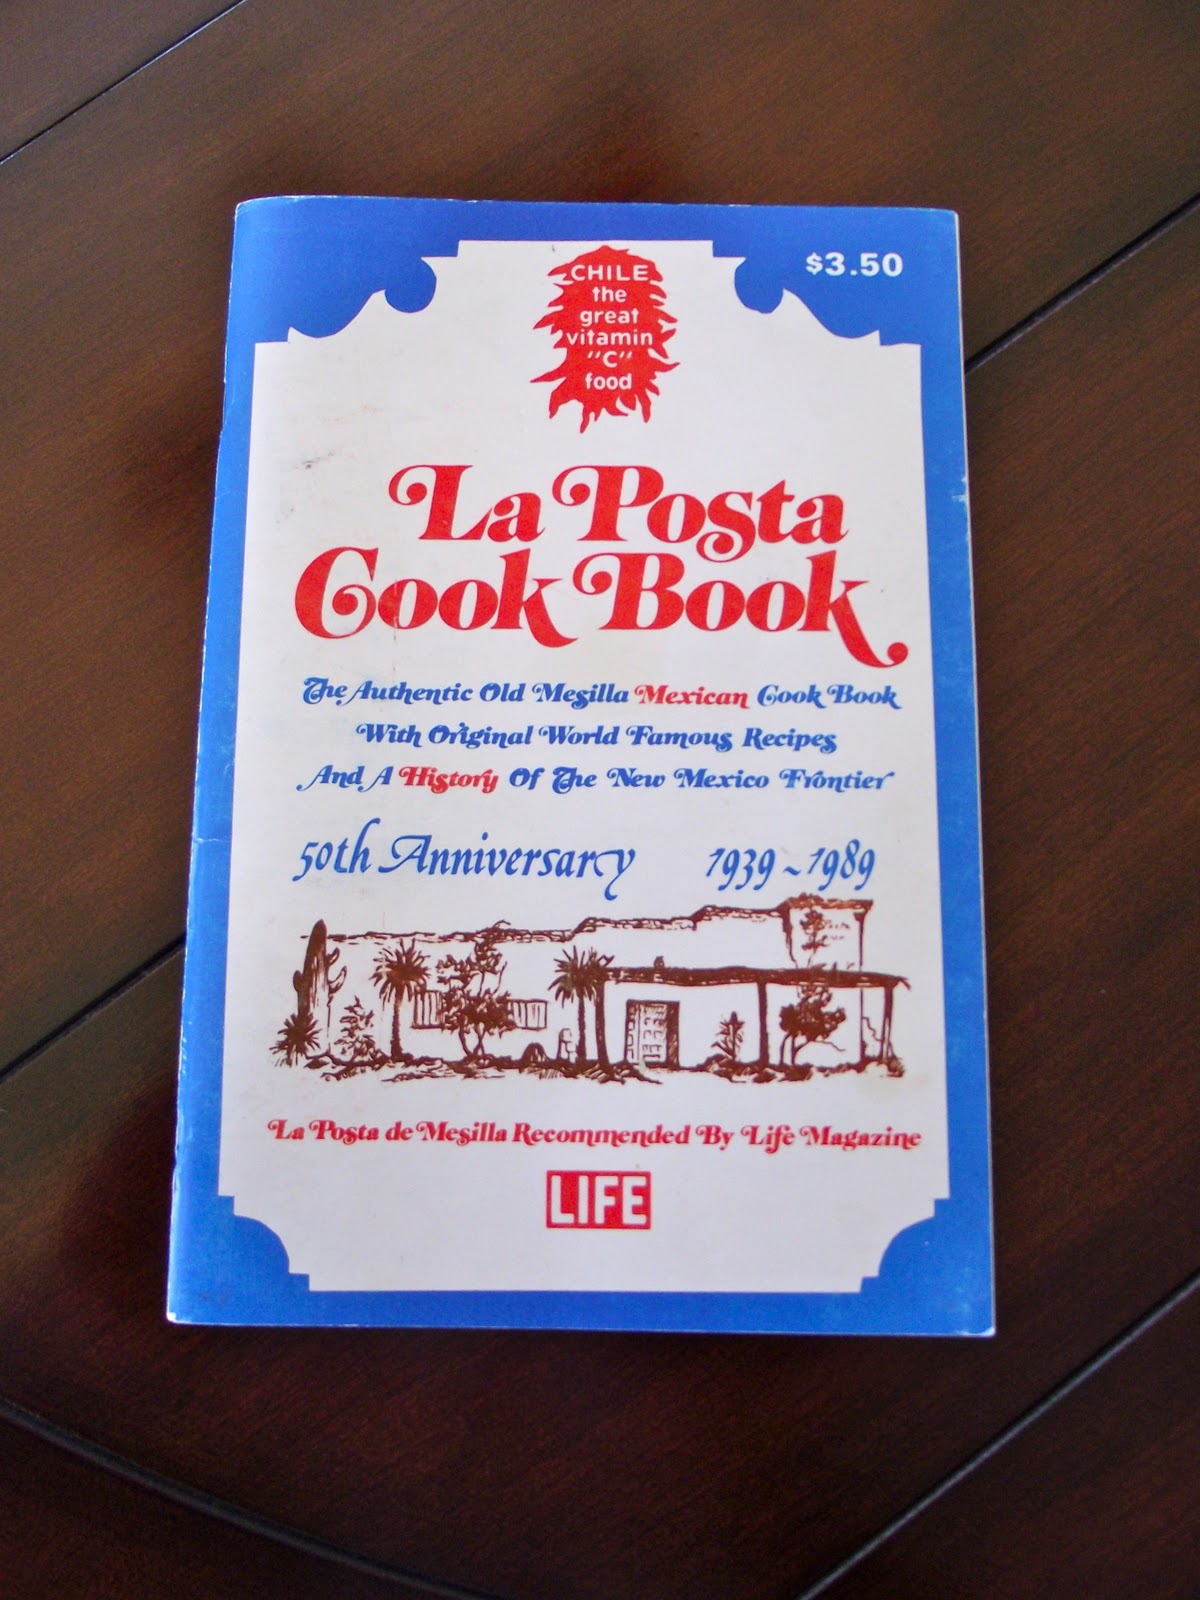 $3.50
CHILE
the
great
vitamin
"C"
food
La Posta
Cook Book
The Authentic Old Mesilla Mexican Cook Book
With Original World Famous Recipes
And A History Of The New Mexico Frontier
50th Anniversary 1939~1989
La Posta de Mesilla Recommended By Life Magazine
LIFE